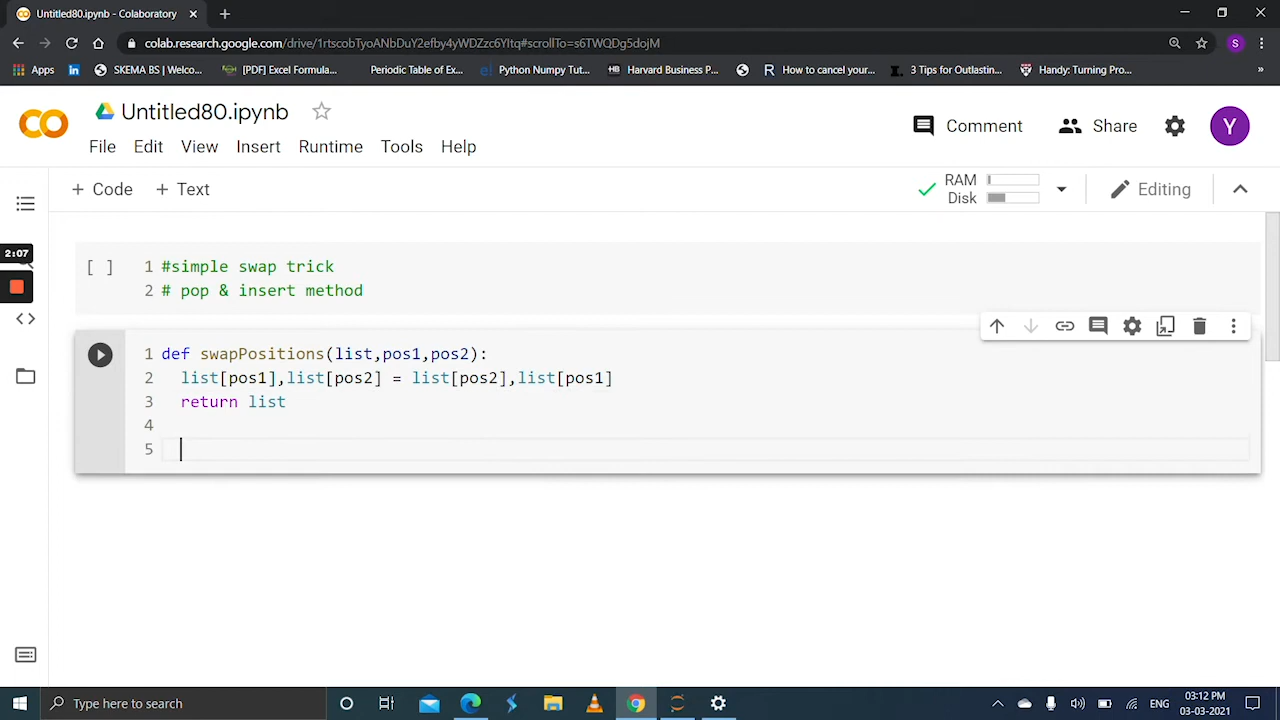 Untitled80.ipynb - Colaboratory
colab.research.google.com/drive/1rtscobTyoANbDuY2efby4yWDZzc6YItq#scrollTo=s6TWQDg5dojM
S
Apps
SKEMA BS | Welco...
[PDF] Excel Formula...
Periodic Table of Ex...
Python Numpy Tut...
Harvard Business P...
How to cancel your...
3 Tips for Outlastin...
Handy: Turning Pro...
Untitled80.ipynb
Comment
Share
Y
File Edit View Insert Runtime Tools Help
+ Code + Text
RAM
Disk
Editing
2:07
[ ]
1 #simple swap trick
2 # pop & insert method
1 def swapPositions(list,pos1,pos2):
2 list[pos1],list[pos2] = list[pos2],list[pos1]
3 return list
4
5
Type here to search
ENG
03:12 PM
03-03-2021